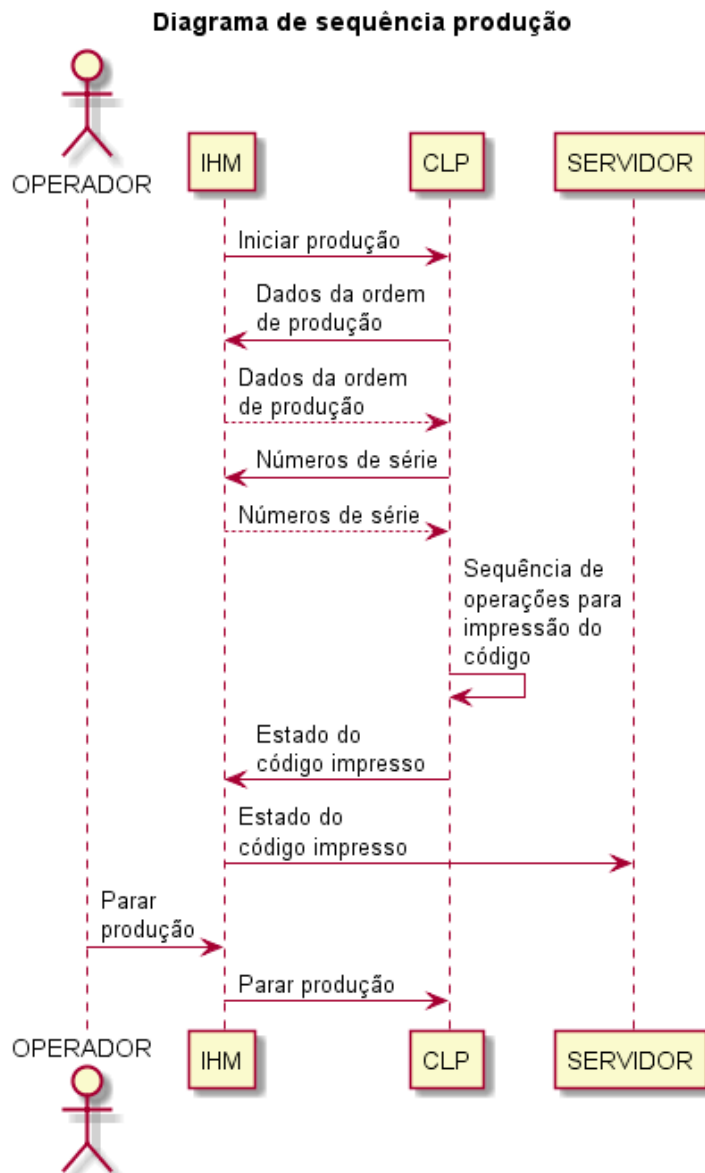 Diagrama de sequência produção
OPERADOR
IHM
CLP
SERVIDOR
Iniciar produção
Dados da ordem
de produção
Dados da ordem
de produção
Números de série
Números de série
Sequência de
operações para
impressão do
código
Estado do
código impresso
Estado do
código impresso
Parar
produção
Parar produção
OPERADOR
IHM
CLP
SERVIDOR